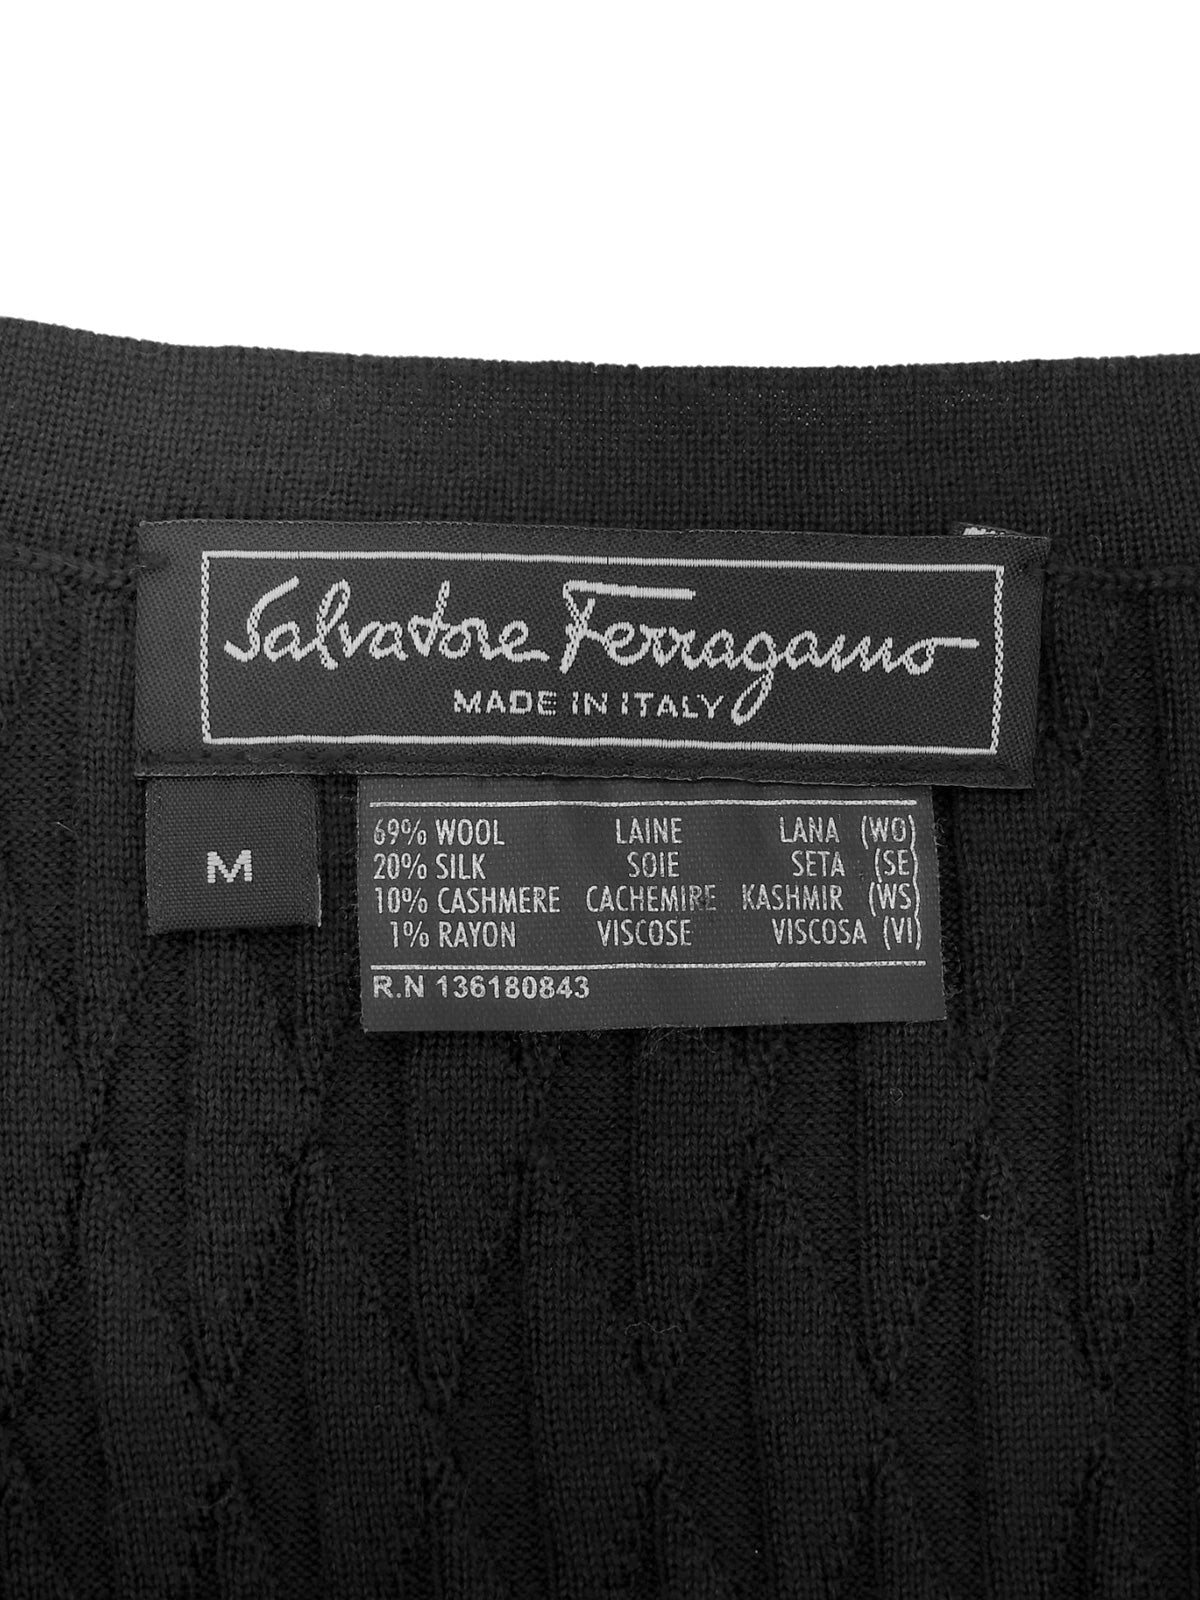 Salvatore Ferragamo
MADE IN ITALY
M
69% WOOL LAINE LANA (WO)
20% SILK SOIE SETA (SE)
10% CASHMERE CACHEMIRE KASHMIR (WS)
1% RAYON VISCOSE VISCOSA (VI)
R.N 136180843